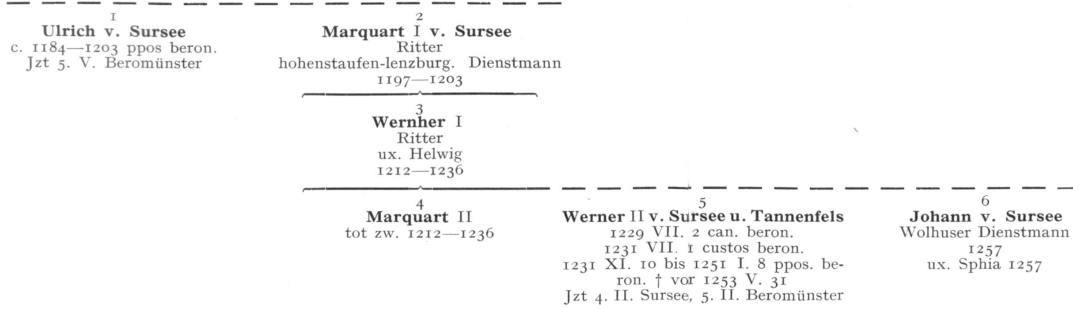 1
Ulrich v. Sursee
c. 1184—1203 ppos beron.
Jzt 5. V. Beromünster
2
Marquart I v. Sursee
Ritter
hohenstaufen-lenzburg. Dienstmann
1197—1203
3
Wernher I
Ritter
ux. Helwig
1212—1236
4
Marquart II
tot zw. 1212—1236
5
Werner II v. Sursee u. Tannenfels
1229 VII. 2 can. beron.
1231 VII. 1 custos beron.
1231 XI. 10 bis 1251 I. 8 ppos. be-
ron. † vor 1253 V. 31
Jzt 4. II. Sursee, 5. II. Beromünster
6
Johann v. Sursee
Wolhuser Dienstmann
1257
ux. Sphia 1257